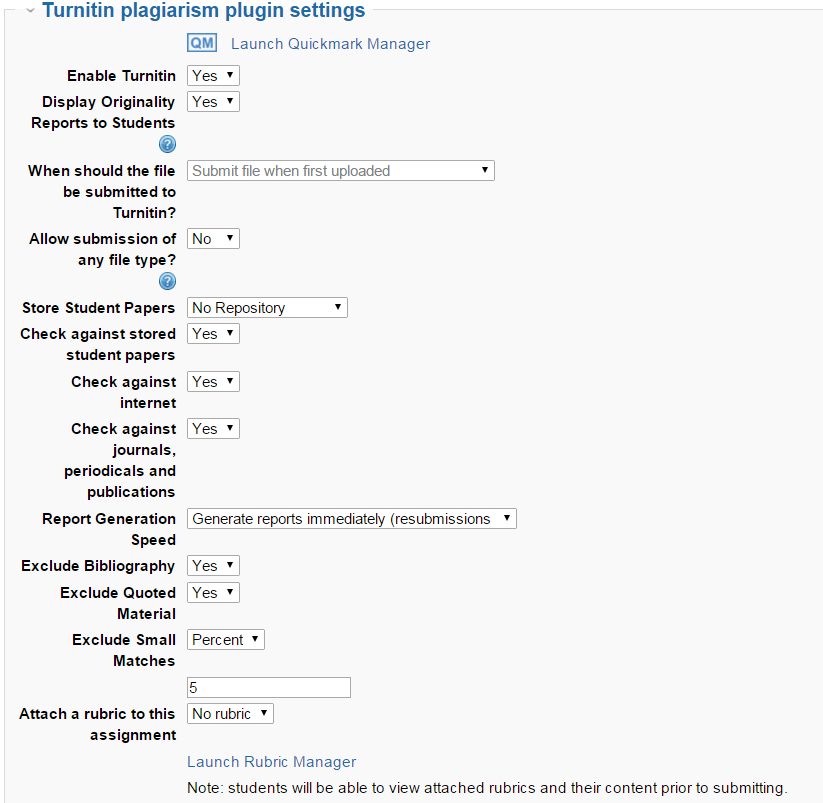 Turnitin plagiarism plugin settings
QM Launch Quickmark Manager
Enable Turnitin Yes
Display Originality Yes
Reports to Students
?
When should the file Submit file when first uploaded
be submitted to
Turnitin?
Allow submission of No
any file type?
?
Store Student Papers No Repository
Check against stored Yes
student papers
Check against Yes
internet
Check against Yes
journals,
periodicals and
publications
Report Generation Generate reports immediately (resubmissions
Speed
Exclude Bibliography Yes
Exclude Quoted Yes
Material
Exclude Small Percent
Matches
5
Attach a rubric to this No rubric
assignment
Launch Rubric Manager
Note: students will be able to view attached rubrics and their content prior to submitting.